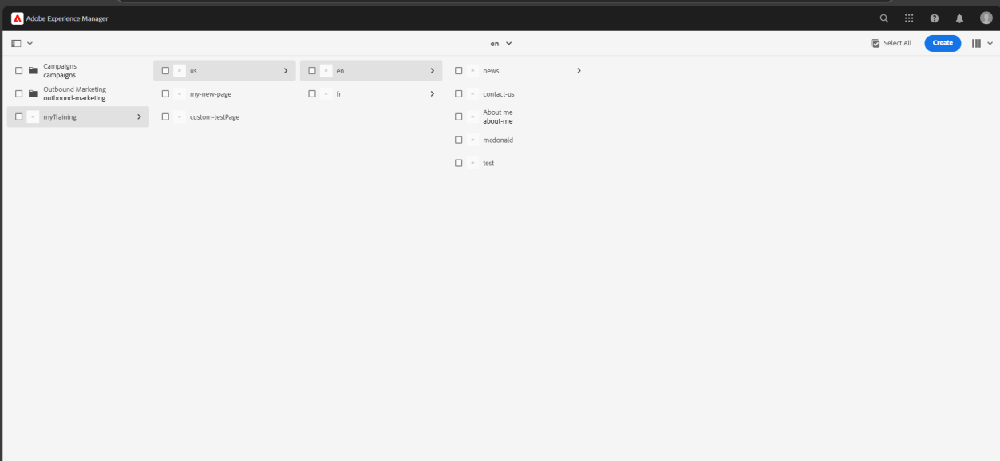 Adobe Experience Manager
en
Select All
Create
Campaigns
campaigns
Outbound Marketing
outbound-marketing
myTraining
us
my-new-page
custom-testPage
en
fr
news
contact-us
About me
about-me
mcdonald
test